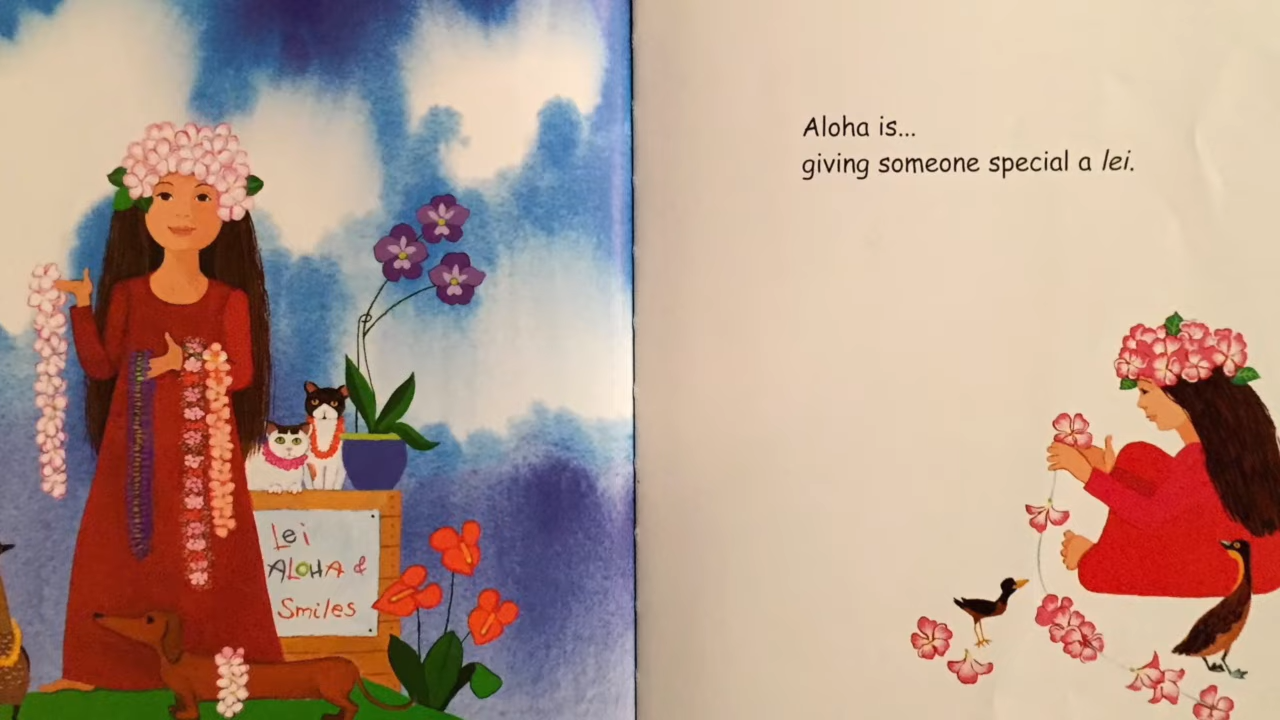 Lei
ALOHA &
Smiles
Aloha is...
giving someone special a lei.